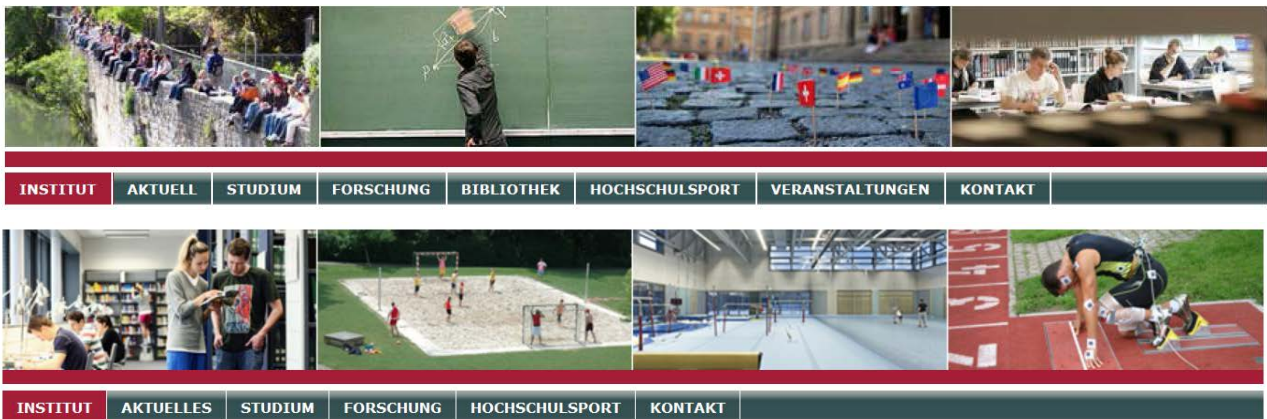 INSTITUT AKTUELL STUDIUM FORSCHUNG BIBLIOTHEK HOCHSCHULSPORT VERANSTALTUNGEN KONTAKT
INSTITUT AKTUELLES STUDIUM FORSCHUNG HOCHSCHULSPORT KONTAKT